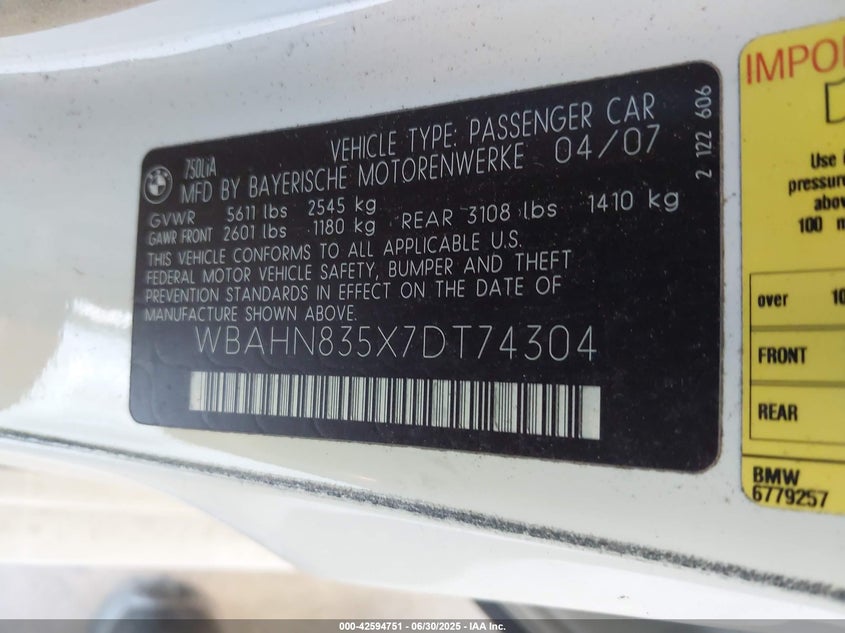 750LiA VEHICLE TYPE: PASSENGER CAR
MFD BY BAYERISCHE MOTORENWERKE 04/07
GVWR 5611 lbs 2545 kg
GAWR FRONT 2601 lbs 1180 kg REAR 3108 lbs 1410 kg
THIS VEHICLE CONFORMS TO ALL APPLICABLE U.S.
FEDERAL MOTOR VEHICLE SAFETY, BUMPER AND THEFT
PREVENTION STANDARDS IN EFFECT ON THE DATE OF
MANUFACTURE SHOWN ABOVE.
WBAHN835X7DT74304
2 122 606
IMPO
Use
pressure
above
100 m
over 10
FRONT
REAR
BMW
6779257
000-42594751 - 06/30/2025 - IAA Inc.